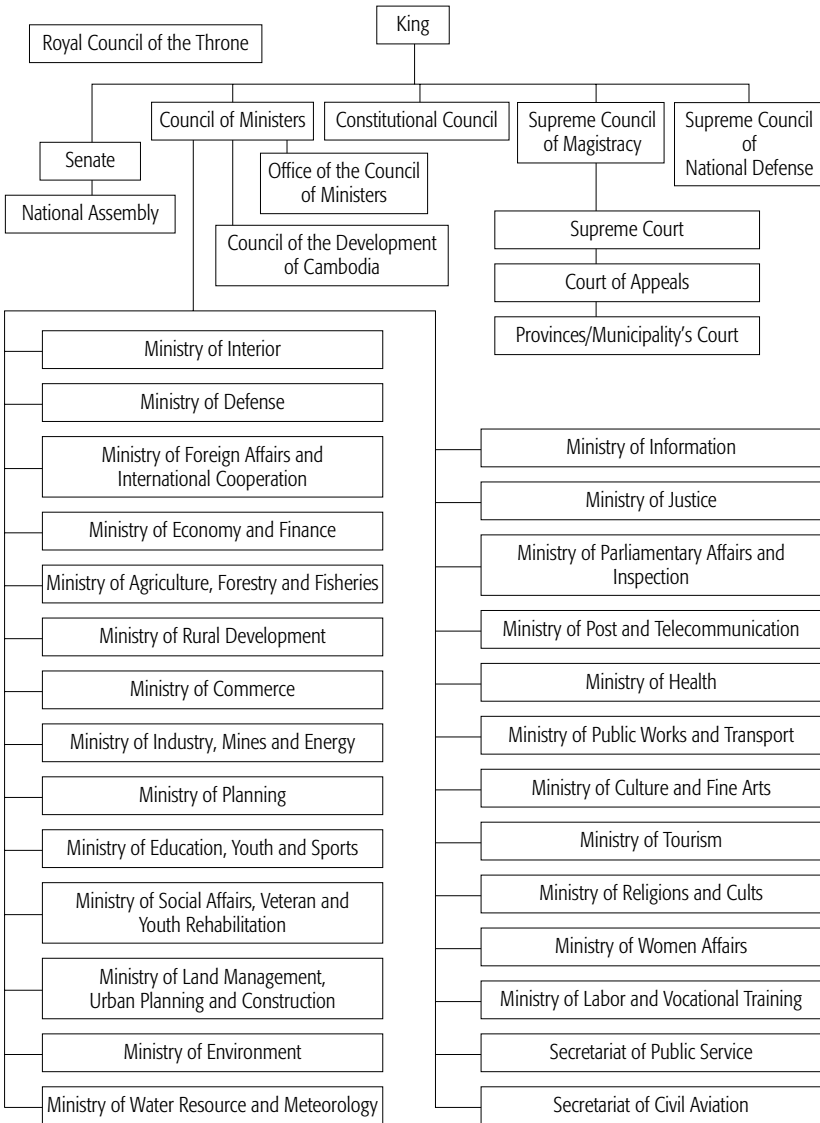 King
Royal Council of the Throne
Council of Ministers
Constitutional Council
Supreme Council
of Magistracy
Supreme Council
of
National Defense
Senate
National Assembly
Office of the Council
of Ministers
Council of the Development
of Cambodia
Supreme Court
Court of Appeals
Provinces/Municipality's Court
Ministry of Interior
Ministry of Defense
Ministry of Foreign Affairs and
International Cooperation
Ministry of Economy and Finance
Ministry of Agriculture, Forestry and Fisheries
Ministry of Rural Development
Ministry of Commerce
Ministry of Industry, Mines and Energy
Ministry of Planning
Ministry of Education, Youth and Sports
Ministry of Social Affairs, Veteran and
Youth Rehabilitation
Ministry of Land Management,
Urban Planning and Construction
Ministry of Environment
Ministry of Water Resource and Meteorology
Ministry of Information
Ministry of Justice
Ministry of Parliamentary Affairs and
Inspection
Ministry of Post and Telecommunication
Ministry of Health
Ministry of Public Works and Transport
Ministry of Culture and Fine Arts
Ministry of Tourism
Ministry of Religions and Cults
Ministry of Women Affairs
Ministry of Labor and Vocational Training
Secretariat of Public Service
Secretariat of Civil Aviation